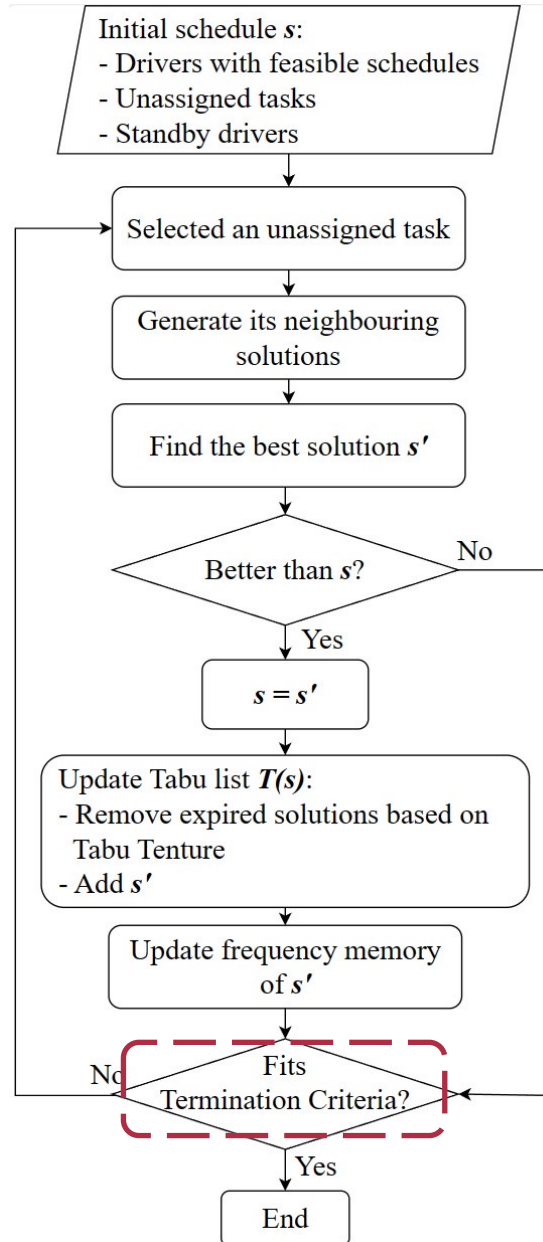 Initial schedule s:
- Drivers with feasible schedules
- Unassigned tasks
- Standby drivers
Selected an unassigned task
Generate its neighbouring
solutions
Find the best solution s'
Better than s?
No
Yes
s = s'
Update Tabu list T(s):
- Remove expired solutions based on
Tabu Tenture
- Add s'
Update frequency memory
of s'
Fits
Termination Criteria?
No
Yes
End